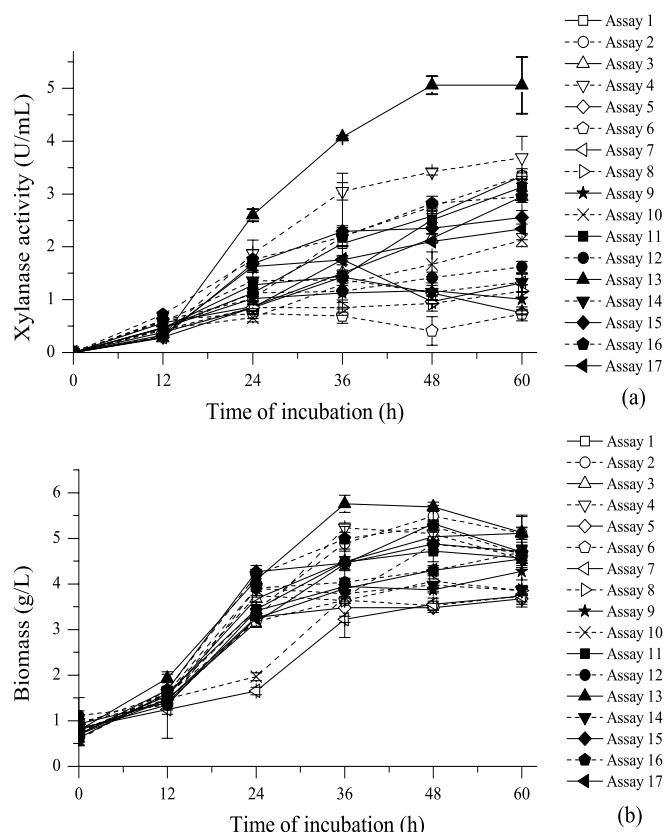 Xylanase activity (U/mL)
5
4
3
2
1
0
0 12 24 36 48 60
Time of incubation (h)
Assay 1
Assay 2
Assay 3
Assay 4
Assay 5
Assay 6
Assay 7
Assay 8
Assay 9
Assay 10
Assay 11
Assay 12
Assay 13
Assay 14
Assay 15
Assay 16
Assay 17
(a)
Biomass (g/L)
6
5
4
3
2
1
0
0 12 24 36 48 60
Time of incubation (h)
Assay 1
Assay 2
Assay 3
Assay 4
Assay 5
Assay 6
Assay 7
Assay 8
Assay 9
Assay 10
Assay 11
Assay 12
Assay 13
Assay 14
Assay 15
Assay 16
Assay 17
(b)